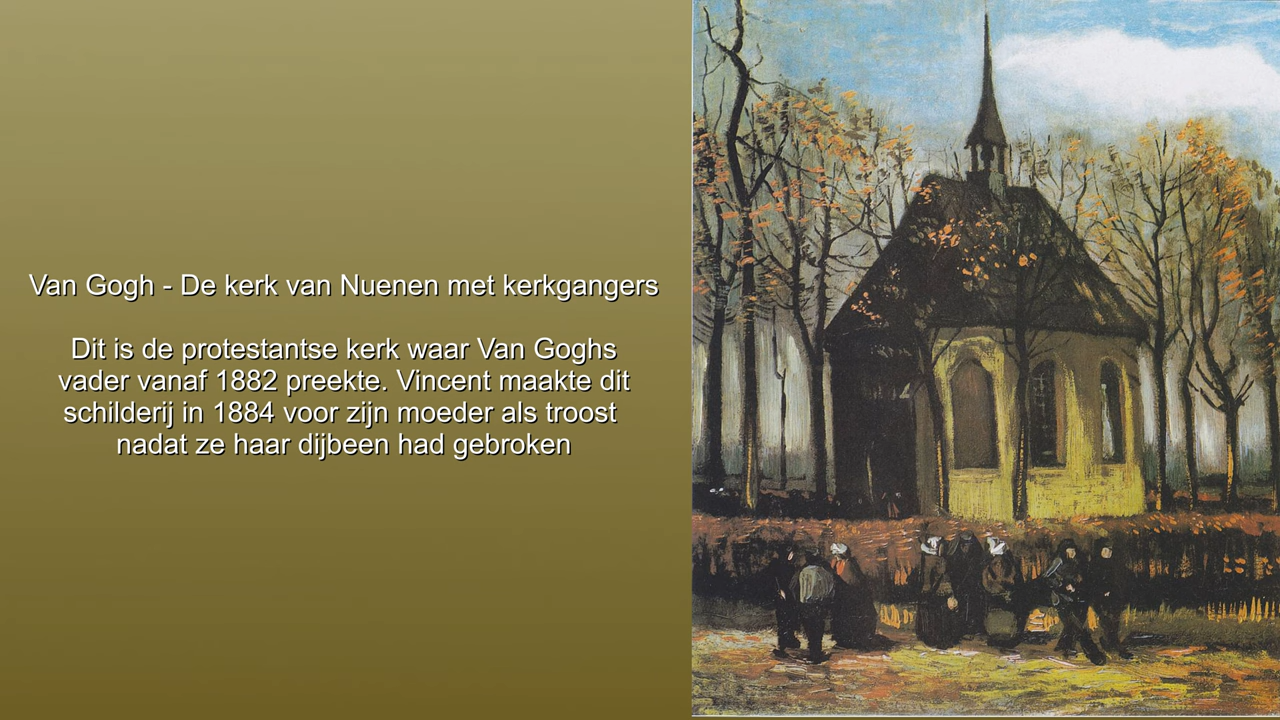 Van Gogh - De kerk van Nuenen met kerkgangers
Dit is de protestantse kerk waar Van Goghs
vader vanaf 1882 preekte. Vincent maakte dit
schilderij in 1884 voor zijn moeder als troost
nadat ze haar dijbeen had gebroken